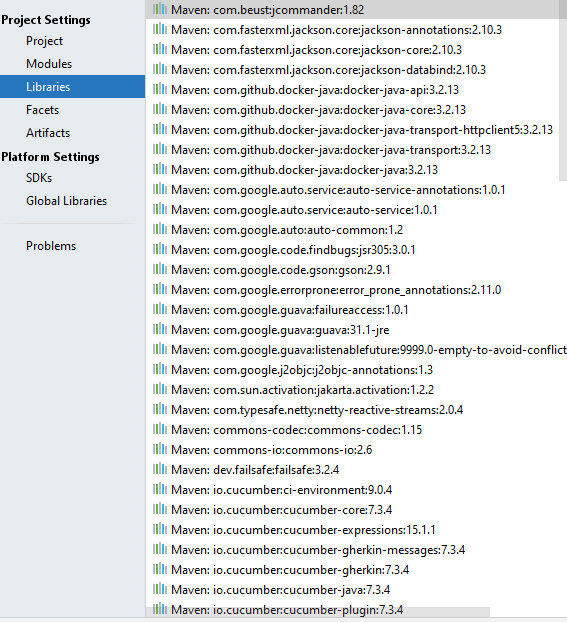 Project Settings
Project
Modules
Libraries
Facets
Artifacts
Platform Settings
SDKs
Global Libraries
Problems
Maven: com.beust:jcommander:1.82
Maven: com.fasterxml.jackson.core:jackson-annotations:2.10.3
Maven: com.fasterxml.jackson.core:jackson-core:2.10.3
Maven: com.fasterxml.jackson.core:jackson-databind:2.10.3
Maven: com.github.docker-java:docker-java-api:3.2.13
Maven: com.github.docker-java:docker-java-core:3.2.13
Maven: com.github.docker-java:docker-java-transport-httpclient5:3.2.13
Maven: com.github.docker-java:docker-java-transport:3.2.13
Maven: com.github.docker-java:docker-java:3.2.13
Maven: com.google.auto.service:auto-service-annotations:1.0.1
Maven: com.google.auto.service:auto-service:1.0.1
Maven: com.google.auto:auto-common:1.2
Maven: com.google.code.findbugs:jsr305:3.0.1
Maven: com.google.code.gson:gson:2.9.1
Maven: com.google.errorprone:error_prone_annotations:2.11.0
Maven: com.google.guava:failureaccess:1.0.1
Maven: com.google.guava:guava:31.1-jre
Maven: com.google.guava:listenablefuture:9999.0-empty-to-avoid-conflict
Maven: com.google.j2objc:j2objc-annotations:1.3
Maven: com.sun.activation:jakarta.activation:1.2.2
Maven: com.typesafe.netty:netty-reactive-streams:2.0.4
Maven: commons-codec:commons-codec:1.15
Maven: commons-io:commons-io:2.6
Maven: dev.failsafe:failsafe:3.2.4
Maven: io.cucumber:ci-environment:9.0.4
Maven: io.cucumber:cucumber-core:7.3.4
Maven: io.cucumber:cucumber-expressions:15.1.1
Maven: io.cucumber:cucumber-gherkin-messages:7.3.4
Maven: io.cucumber:cucumber-gherkin:7.3.4
Maven: io.cucumber:cucumber-java:7.3.4
Maven: io.cucumber:cucumber-plugin:7.3.4